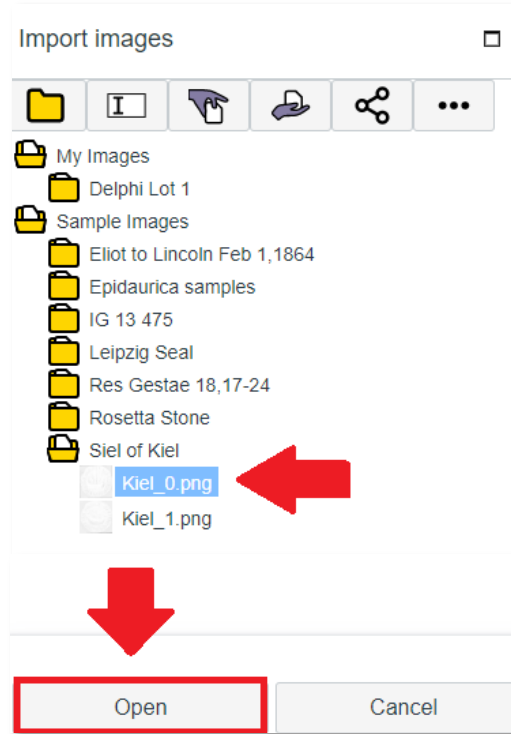 Import images
My Images
Delphi Lot 1
Sample Images
Eliot to Lincoln Feb 1,1864
Epidaurica samples
IG 13 475
Leipzig Seal
Res Gestae 18,17-24
Rosetta Stone
Siel of Kiel
Kiel_0.png
Kiel_1.png
Open Cancel